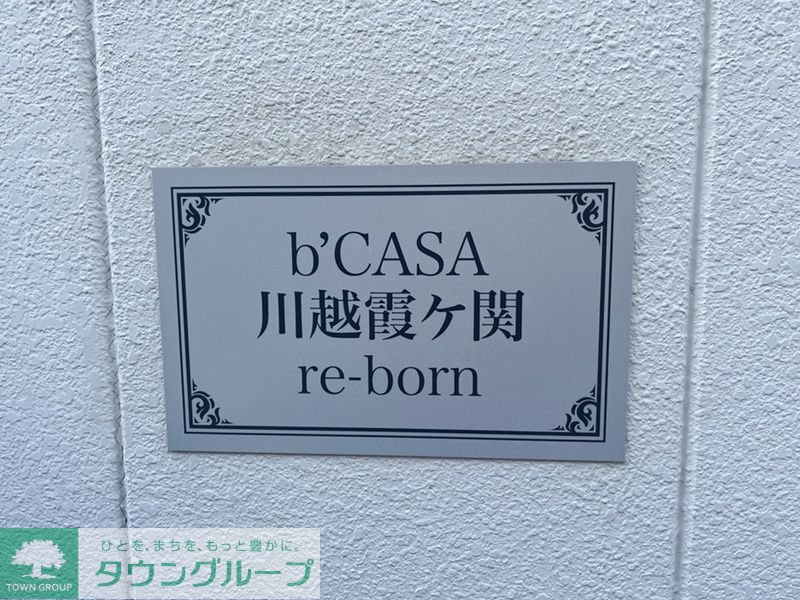 b’CASA
川越霞ヶ関
re-born
ひとを、まちを、もっと豊かに。
タウングループ
TOWN GROUP